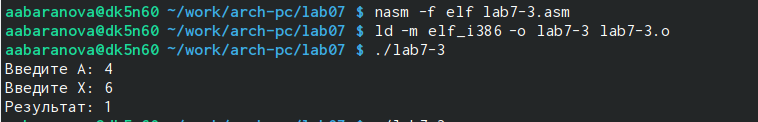 aabaranova@dk5n60 ~/work/arch-pc/lab07 $ nasm -f elf lab7-3.asm
aabaranova@dk5n60 ~/work/arch-pc/lab07 $ ld -m elf_i386 -o lab7-3 lab7-3.o
aabaranova@dk5n60 ~/work/arch-pc/lab07 $ ./lab7-3
Введите A: 4
Введите X: 6
Результат: 1